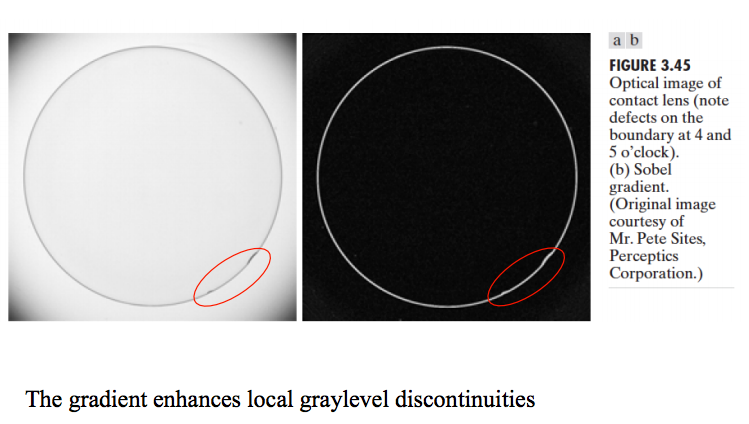 a b
FIGURE 3.45
Optical image of
contact lens (note
defects on the
boundary at 4 and
5 o’clock).
(b) Sobel
gradient.
(Original image
courtesy of
Mr. Pete Sites,
Perceptics
Corporation.)
The gradient enhances local graylevel discontinuities